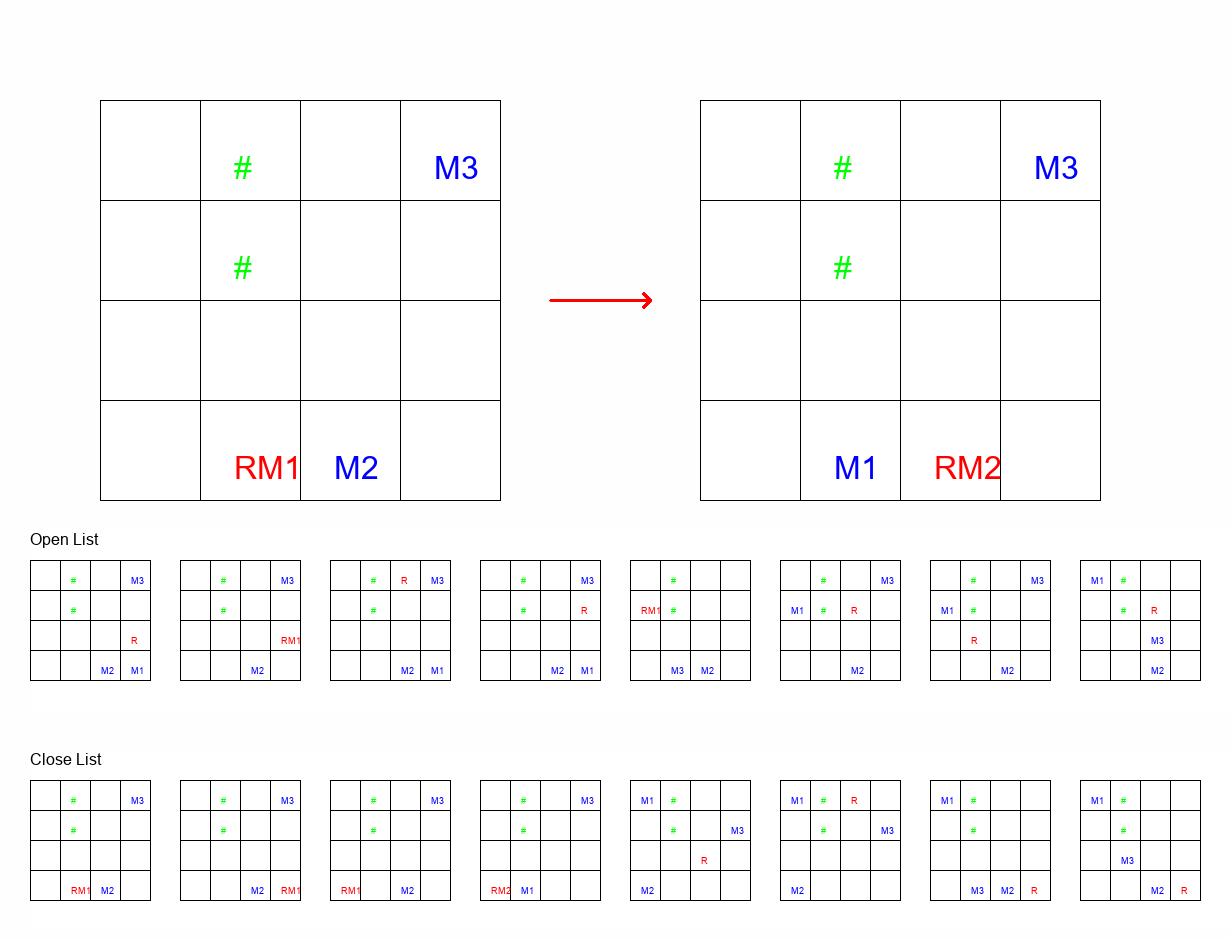 # M3 # M3
# #
RM1 M2 M1 RM2
Open List
# M3 # M3 # R M3 # M3 # # M3 # M3 M1 #
# # # # R RM1 # M1 # R M1 # # R
R RM1 R M3
M2 M1 M2 M2 M1 M2 M1 M3 M2 M2 M2 M2
Close List
# M3 # M3 # M3 # M3 M1 # M1 # R M1 # M1 #
# # # # # M3 # M3 # #
R M3
RM1 M2 M2 RM1 RM1 M2 RM2 M1 M2 M2 M3 M2 R M2 R